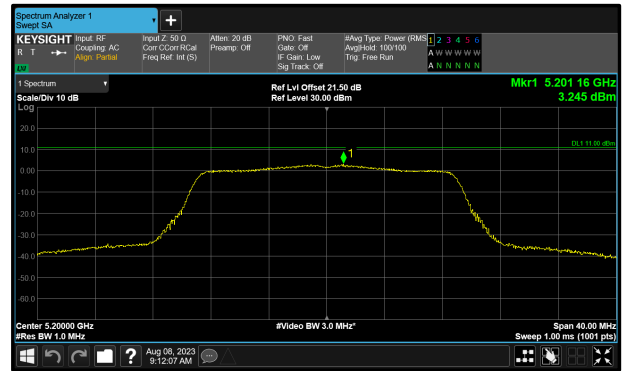 Spectrum Analyzer 1
Swept SA
+
KEYSIGHT Input: RF Input Z: 50 Ω Atten: 20 dB PNO: Fast #Avg Type: Power (RMS 1 2 3 4 5 6
R T Coupling: AC Corr CCorr RCal Preamp: Off Gate: Off Avg|Hold: 100/100 A W W W W W
Align: Partial Freq Ref: Int (S) IF Gain: Low Trig: Free Run
Sig Track: Off A N N N N N
LXI
1 Spectrum
Scale/Div 10 dB
Log
Ref Lvl Offset 21.50 dB
Ref Level 30.00 dBm
Mkr1 5.201 16 GHz
3.245 dBm
20.0
10.0
0.00
-10.0
-20.0
-30.0
-40.0
-50.0
-60.0
1
DL1 11.00 dBm
Center 5.20000 GHz #Video BW 3.0 MHz* Span 40.00 MHz
#Res BW 1.0 MHz Sweep 1.00 ms (1001 pts)
?
Aug 08, 2023
9:12:07 AM